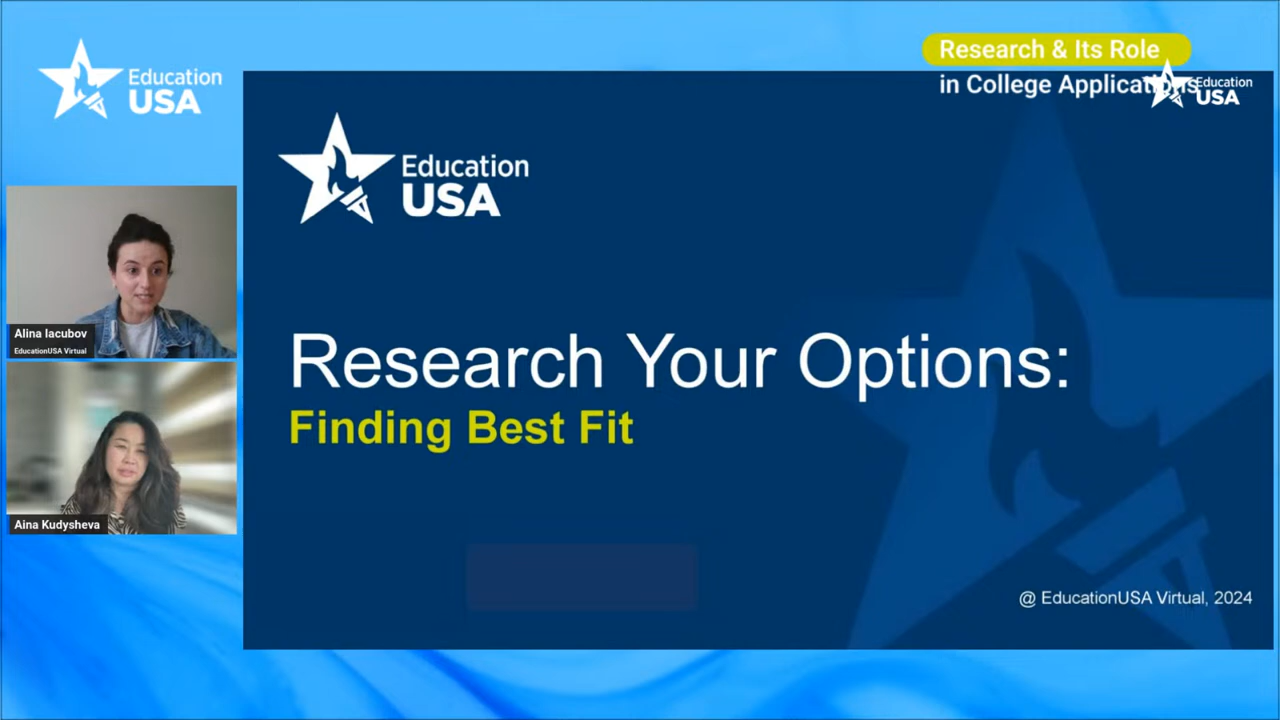 Education
USA
Research & Its Role
in College Applications
Education
USA
Education
USA
Alina Iacubov
EducationUSA Virtual
Aina Kudysheva
Research Your Options:
Finding Best Fit
@ EducationUSA Virtual, 2024